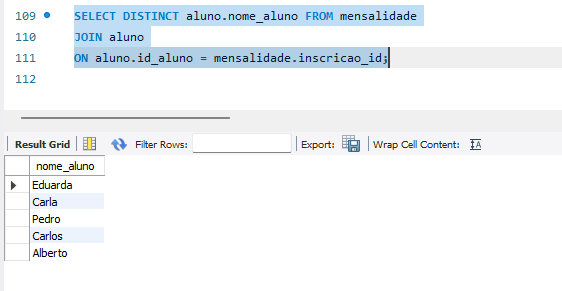 109 SELECT DISTINCT aluno.nome_aluno FROM mensalidade
110 JOIN aluno
111 ON aluno.id_aluno = mensalidade.inscricao_id;
112
Result Grid Filter Rows: Export: Wrap Cell Content: IA
nome_aluno
Eduarda
Carla
Pedro
Carlos
Alberto